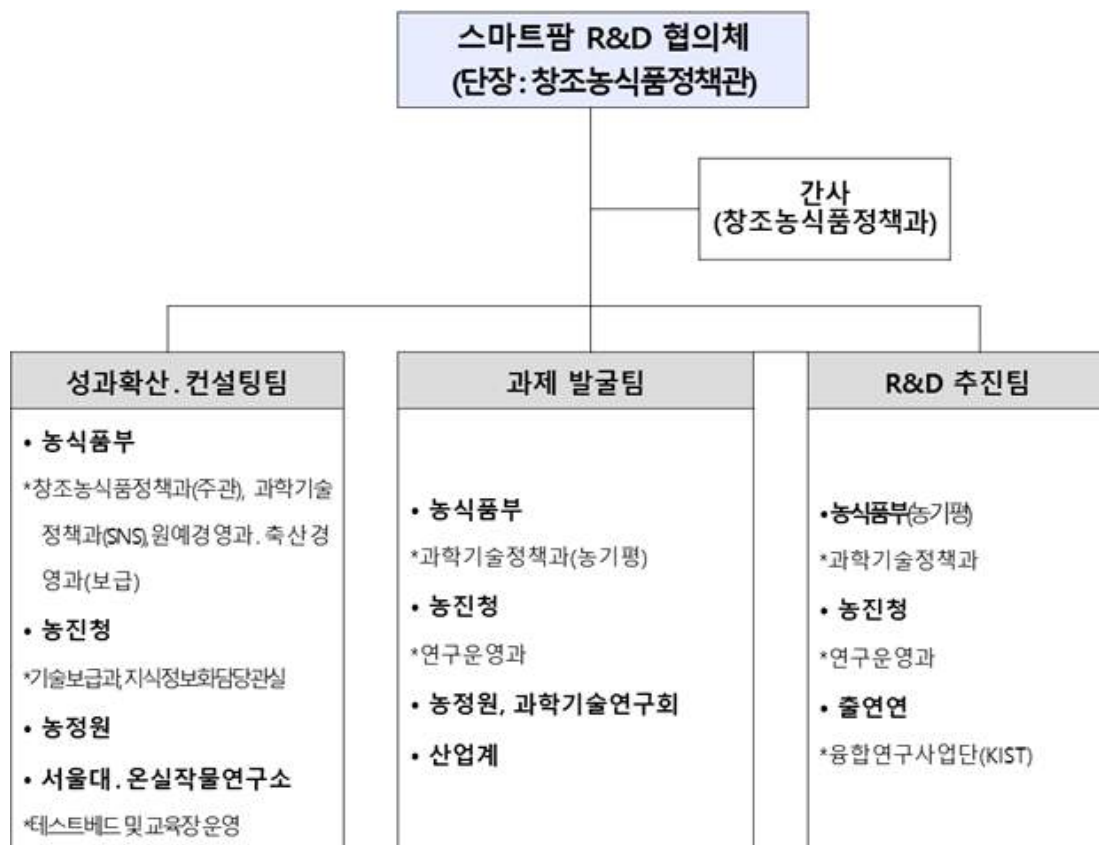 스마트팜 R&D 협의체
(단장 : 창조농식품정책관)
간사
(창조농식품정책과)
성과확산.컨설팅팀
• 농식품부
*창조농식품정책과(주관), 과학기술
정책과(SNS),원예경영과.축산경
영과(보급)
• 농진청
*기술보급과,지식정보화담당관실
• 농정원
• 서울대.온실작물연구소
*테스트베드 및 교육장 운영
과제 발굴팀
• 농식품부
*과학기술정책과(농기평)
• 농진청
*연구운영과
• 농정원, 과학기술연구회
• 산업계
R&D 추진팀
•농식품부(농기평)
*과학기술정책과
• 농진청
*연구운영과
• 출연연
*융합연구사업단(KIST)